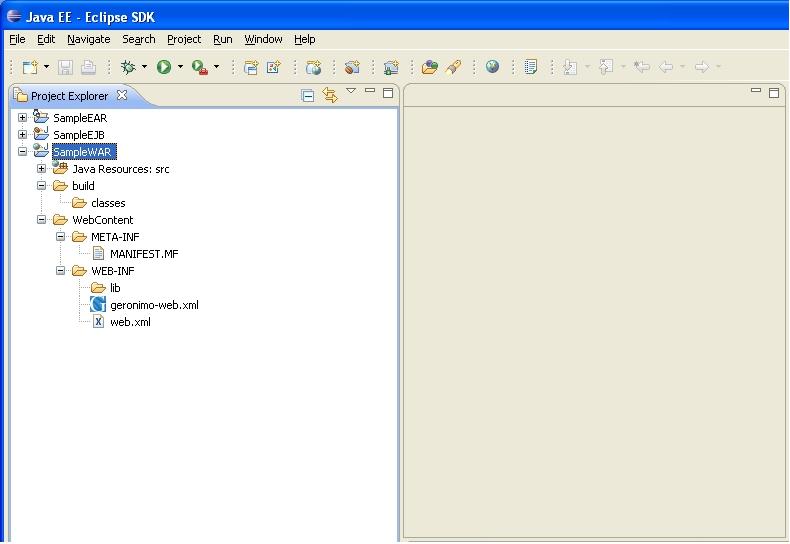 Java EE - Eclipse SDK
File Edit Navigate Search Project Run Window Help
Project Explorer
SampleEAR
SampleEJB
SampleWAR
Java Resources: src
build
classes
WebContent
META-INF
MANIFEST.MF
WEB-INF
lib
geronimo-web.xml
web.xml